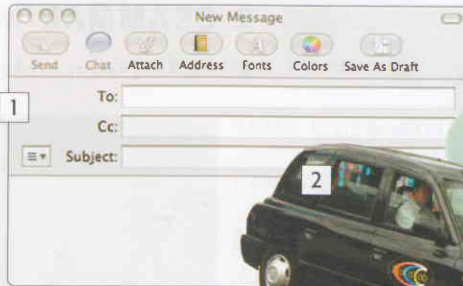 New Message
Send Chat Attach Address Fonts Colors Save As Draft
1
To:
Cc:
Subject:
2